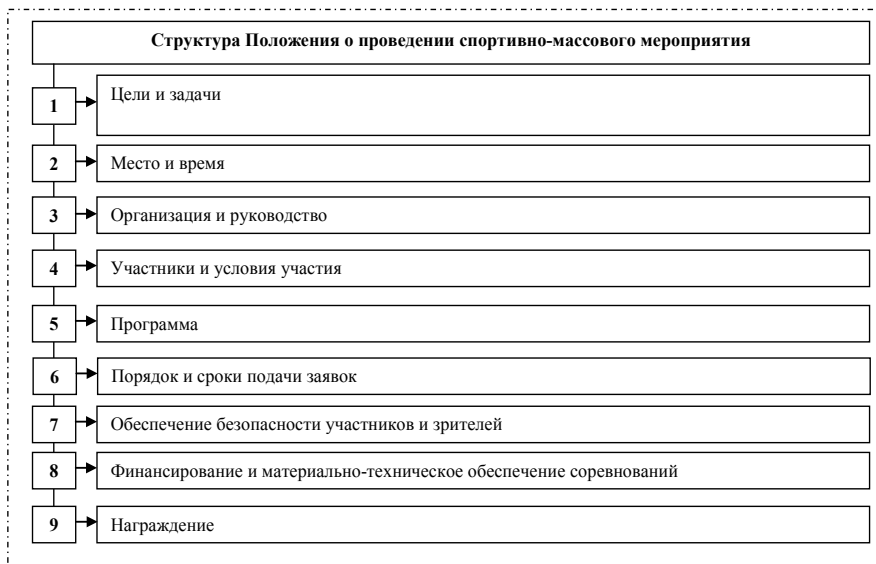 Структура Положения о проведении спортивно-массового мероприятия
1 Цели и задачи
2 Место и время
3 Организация и руководство
4 Участники и условия участия
5 Программа
6 Порядок и сроки подачи заявок
7 Обеспечение безопасности участников и зрителей
8 Финансирование и материально-техническое обеспечение соревнований
9 Награждение